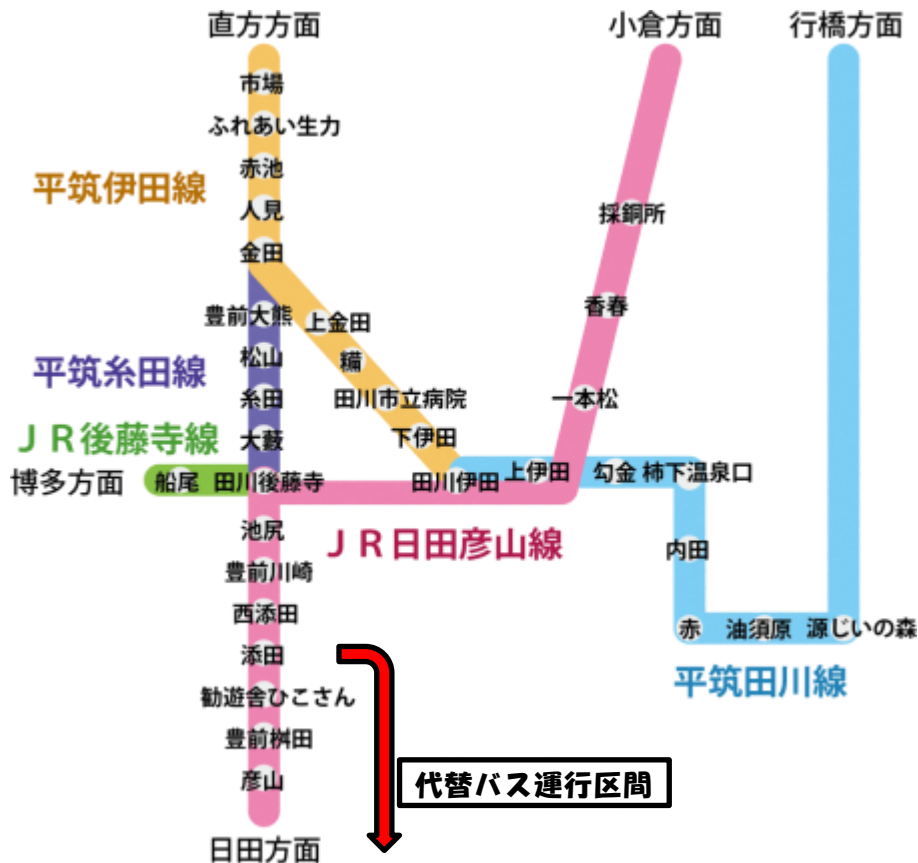 直方方面
小倉方面
行橋方面
市場
ふれあい生力
赤池
平筑伊田線
人見
採銅所
金田
香春
豊前大熊
上金田
松山
糒
平筑糸田線
糸田
田川市立病院
一本松
ＪＲ後藤寺線
大藪
下伊田
博多方面
船尾
田川後藤寺
田川伊田
上伊田
勾金
柿下温泉口
池尻
ＪＲ日田彦山線
内田
豊前川崎
西添田
赤
油須原
源じいの森
添田
平筑田川線
勧遊舎ひこさん
豊前桝田
彦山
代替バス運行区間
日田方面